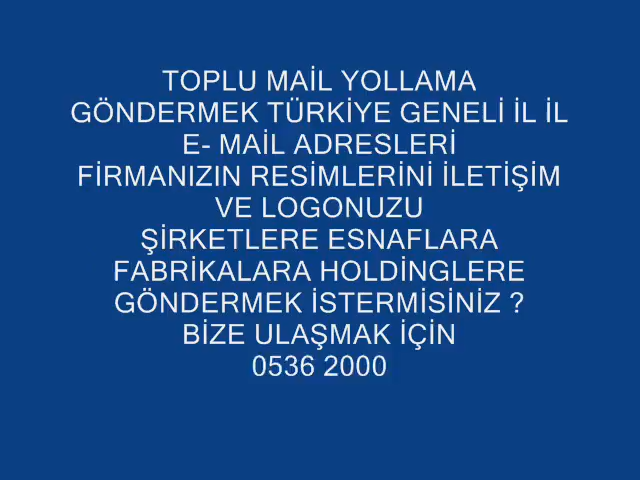 TOPLU MAİL YOLLAMA
GÖNDERMEK TÜRKİYE GENELİ İL İL
E- MAİL ADRESLERİ
FİRMANIZIN RESİMLERİNİ İLETİŞİM
VE LOGONUZU
ŞİRKETLERE ESNAFLARA
FABRİKALARA HOLDİNGLERE
GÖNDERMEK İSTERMİSİNİZ ?
BİZE ULAŞMAK İÇİN
0536 2000